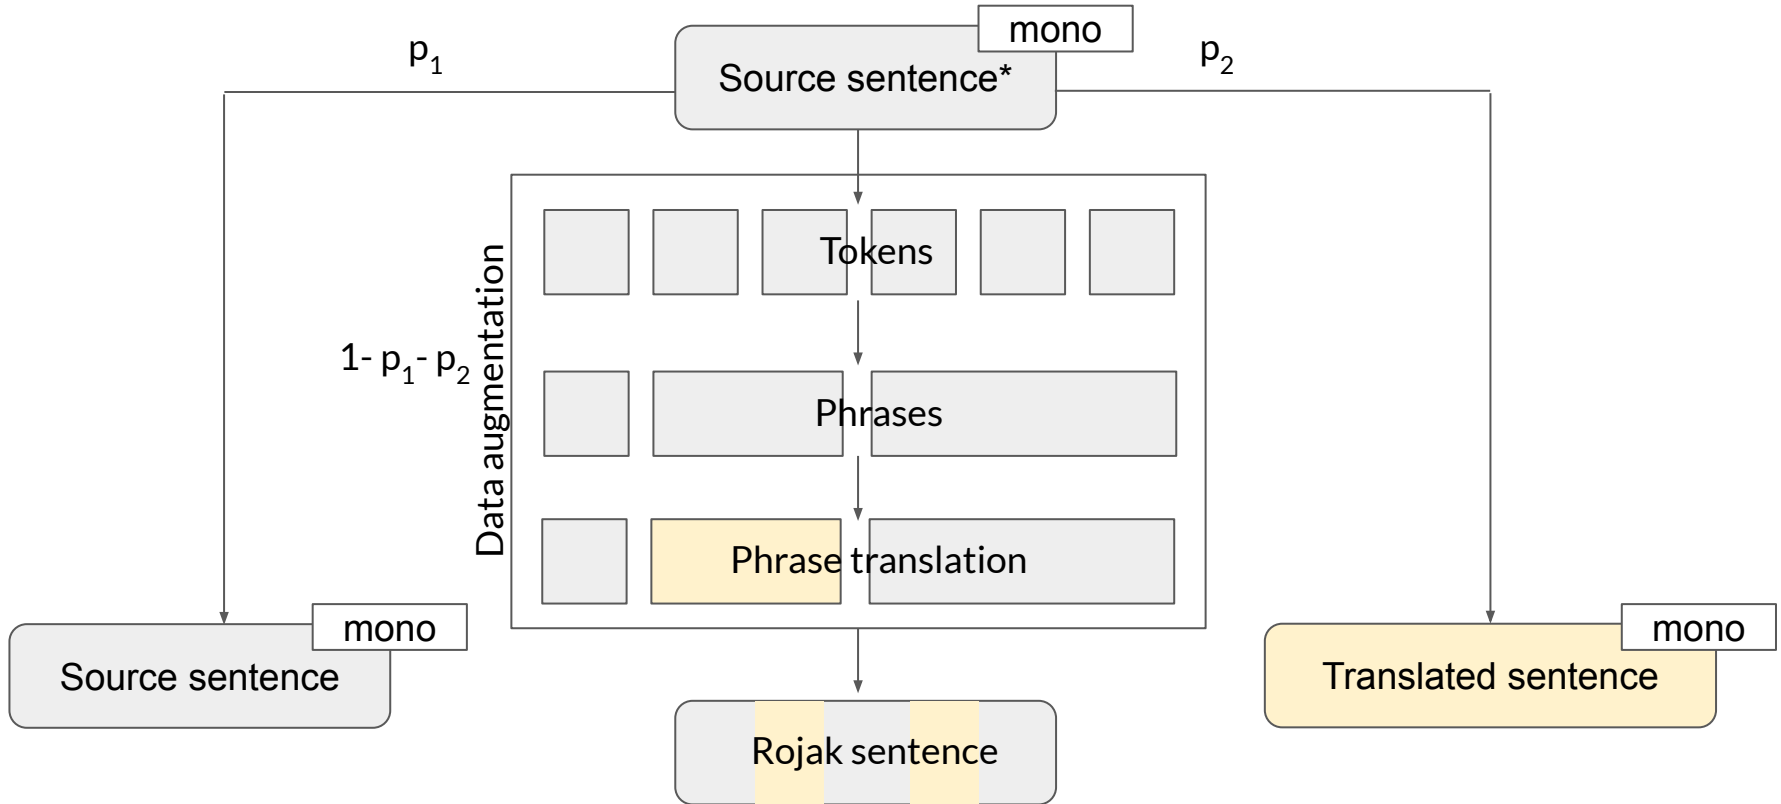 mono
p₁
Source sentence*
p₂
Tokens
Data augmentation
1- p₁- p₂
Phrases
Phrase translation
mono
Source sentence
mono
Translated sentence
Rojak sentence